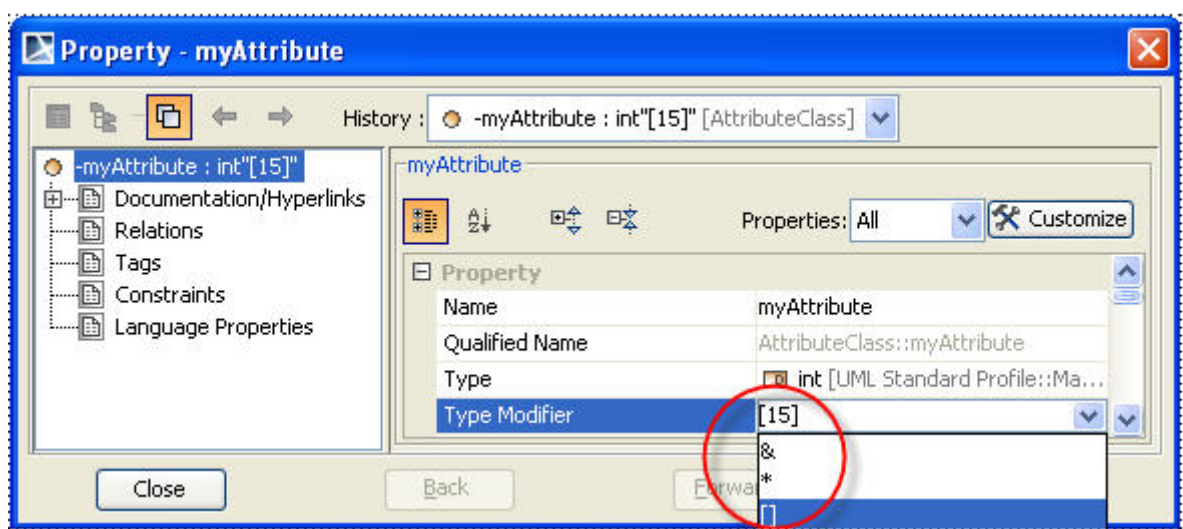 Property - myAttribute
History : -myAttribute : int"[15]" [AttributeClass]
-myAttribute : int"[15]"
Documentation/Hyperlinks
Relations
Tags
Constraints
Language Properties
myAttribute
Properties: All Customize
Property
Name myAttribute
Qualified Name AttributeClass::myAttribute
Type int [UML Standard Profile::Ma...
Type Modifier [15]
&
*
[]
Close Back Forwa